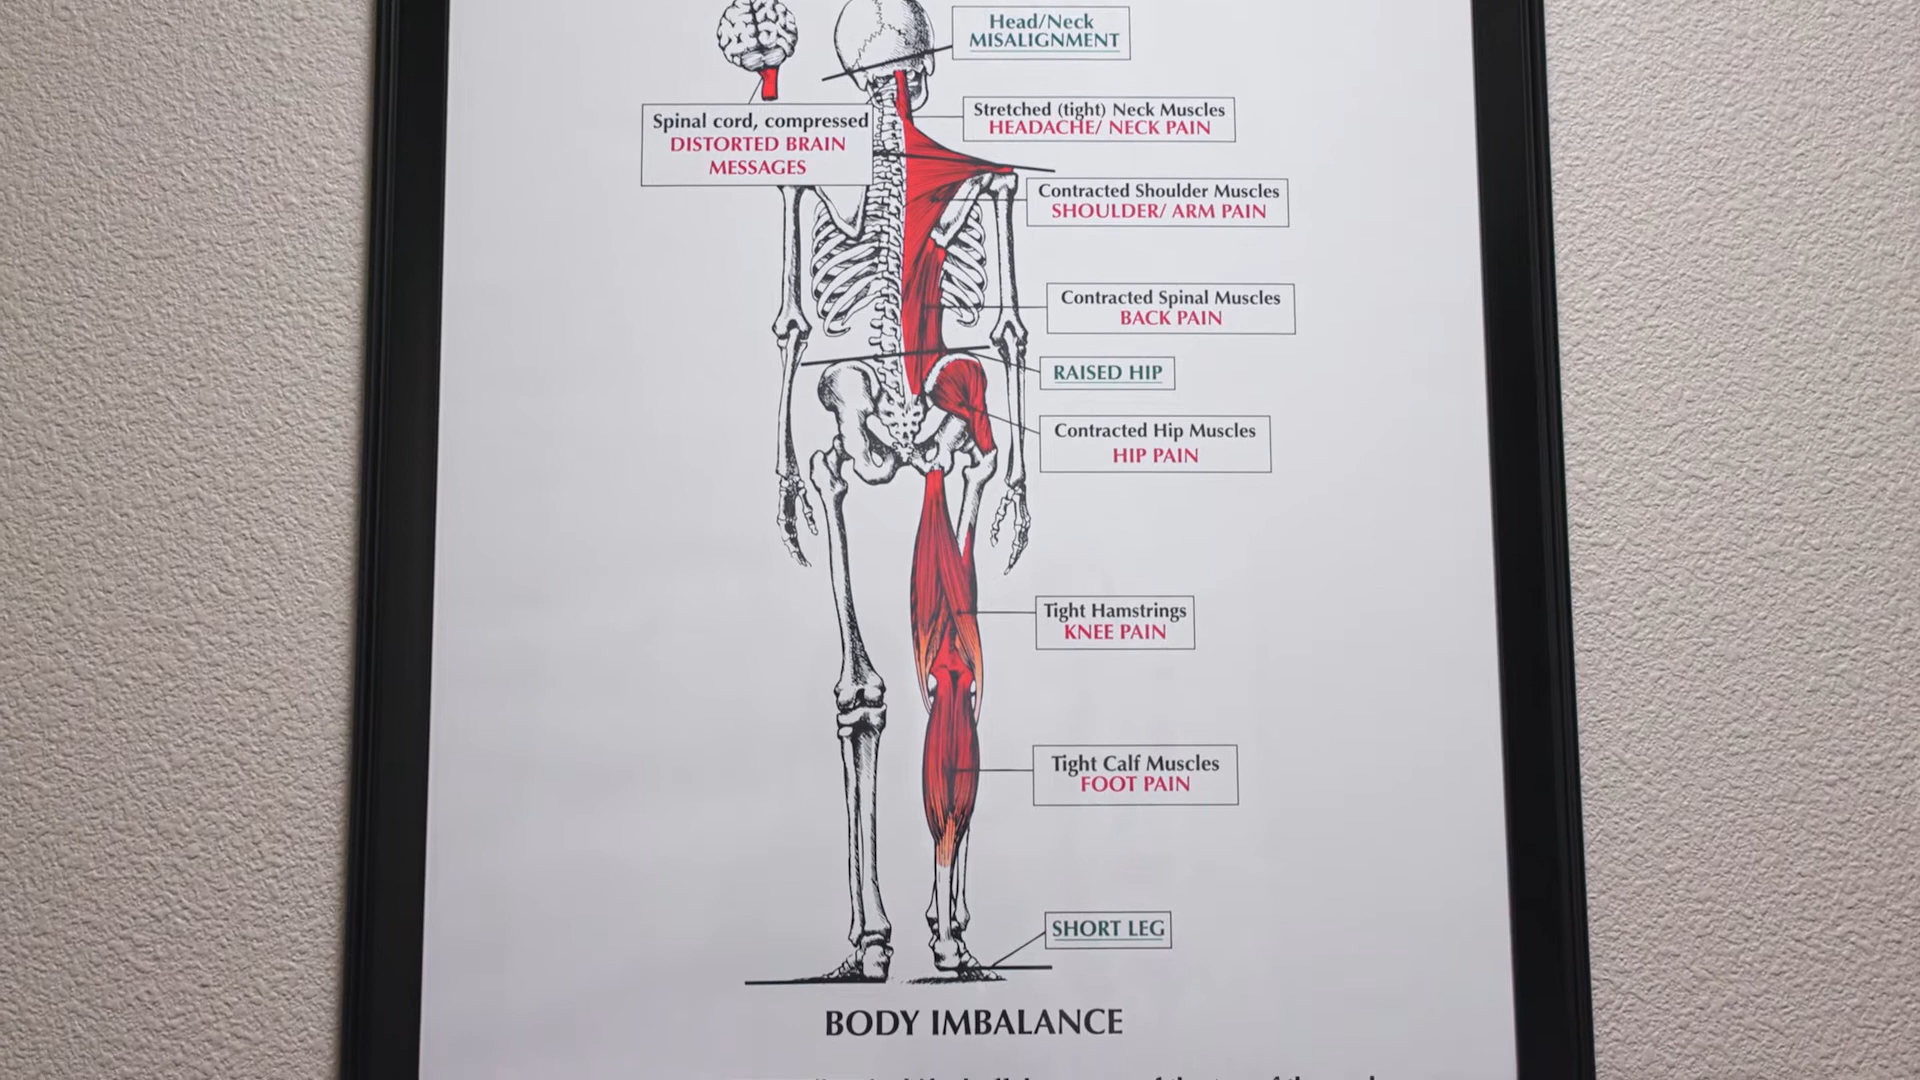 Head/Neck
MISALIGNMENT
Stretched (tight) Neck Muscles
HEADACHE/ NECK PAIN
Spinal cord, compressed
DISTORTED BRAIN
MESSAGES
Contracted Shoulder Muscles
SHOULDER/ ARM PAIN
Contracted Spinal Muscles
BACK PAIN
RAISED HIP
Contracted Hip Muscles
HIP PAIN
Tight Hamstrings
KNEE PAIN
Tight Calf Muscles
FOOT PAIN
SHORT LEG
BODY IMBALANCE